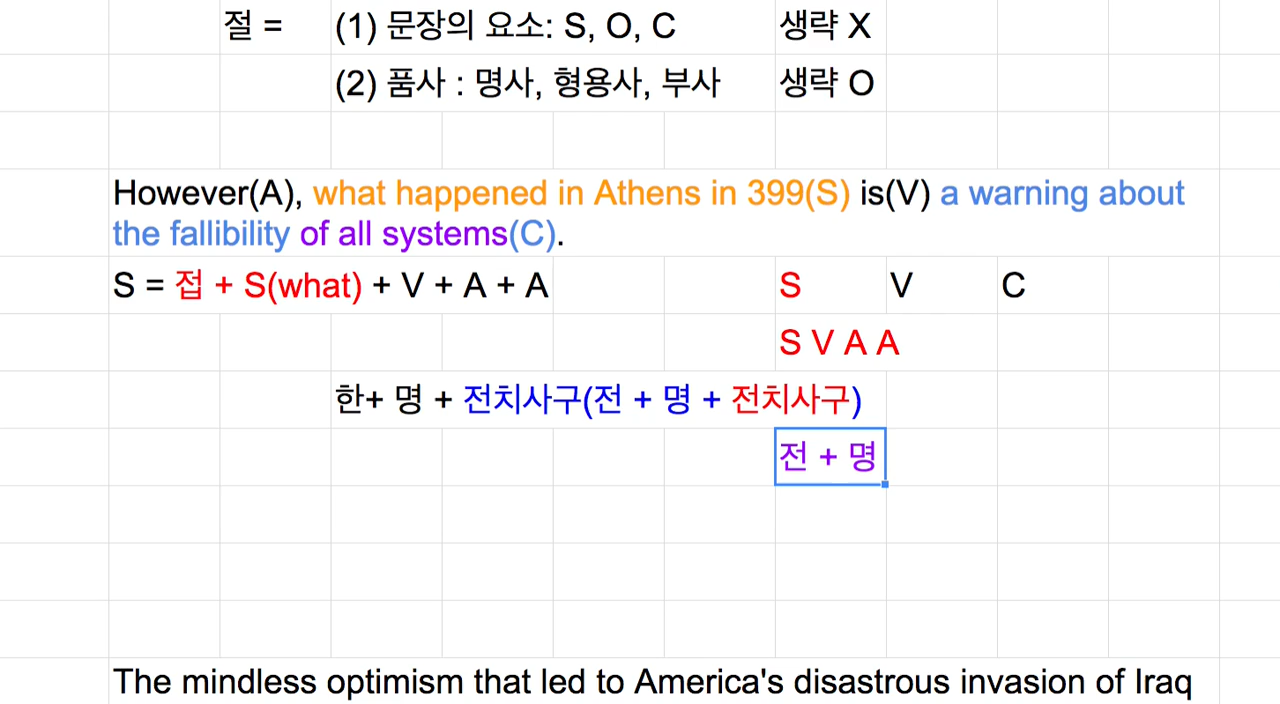 절 = (1) 문장의 요소: S, O, C 생략 X
(2) 품사 : 명사, 형용사, 부사 생략 O
However(A), what happened in Athens in 399(S) is(V) a warning about
the fallibility of all systems(C).
S = 접 + S(what) + V + A + A S V C
S V A A
한+ 명 + 전치사구(전 + 명 + 전치사구)
전 + 명
The mindless optimism that led to America's disastrous invasion of Iraq